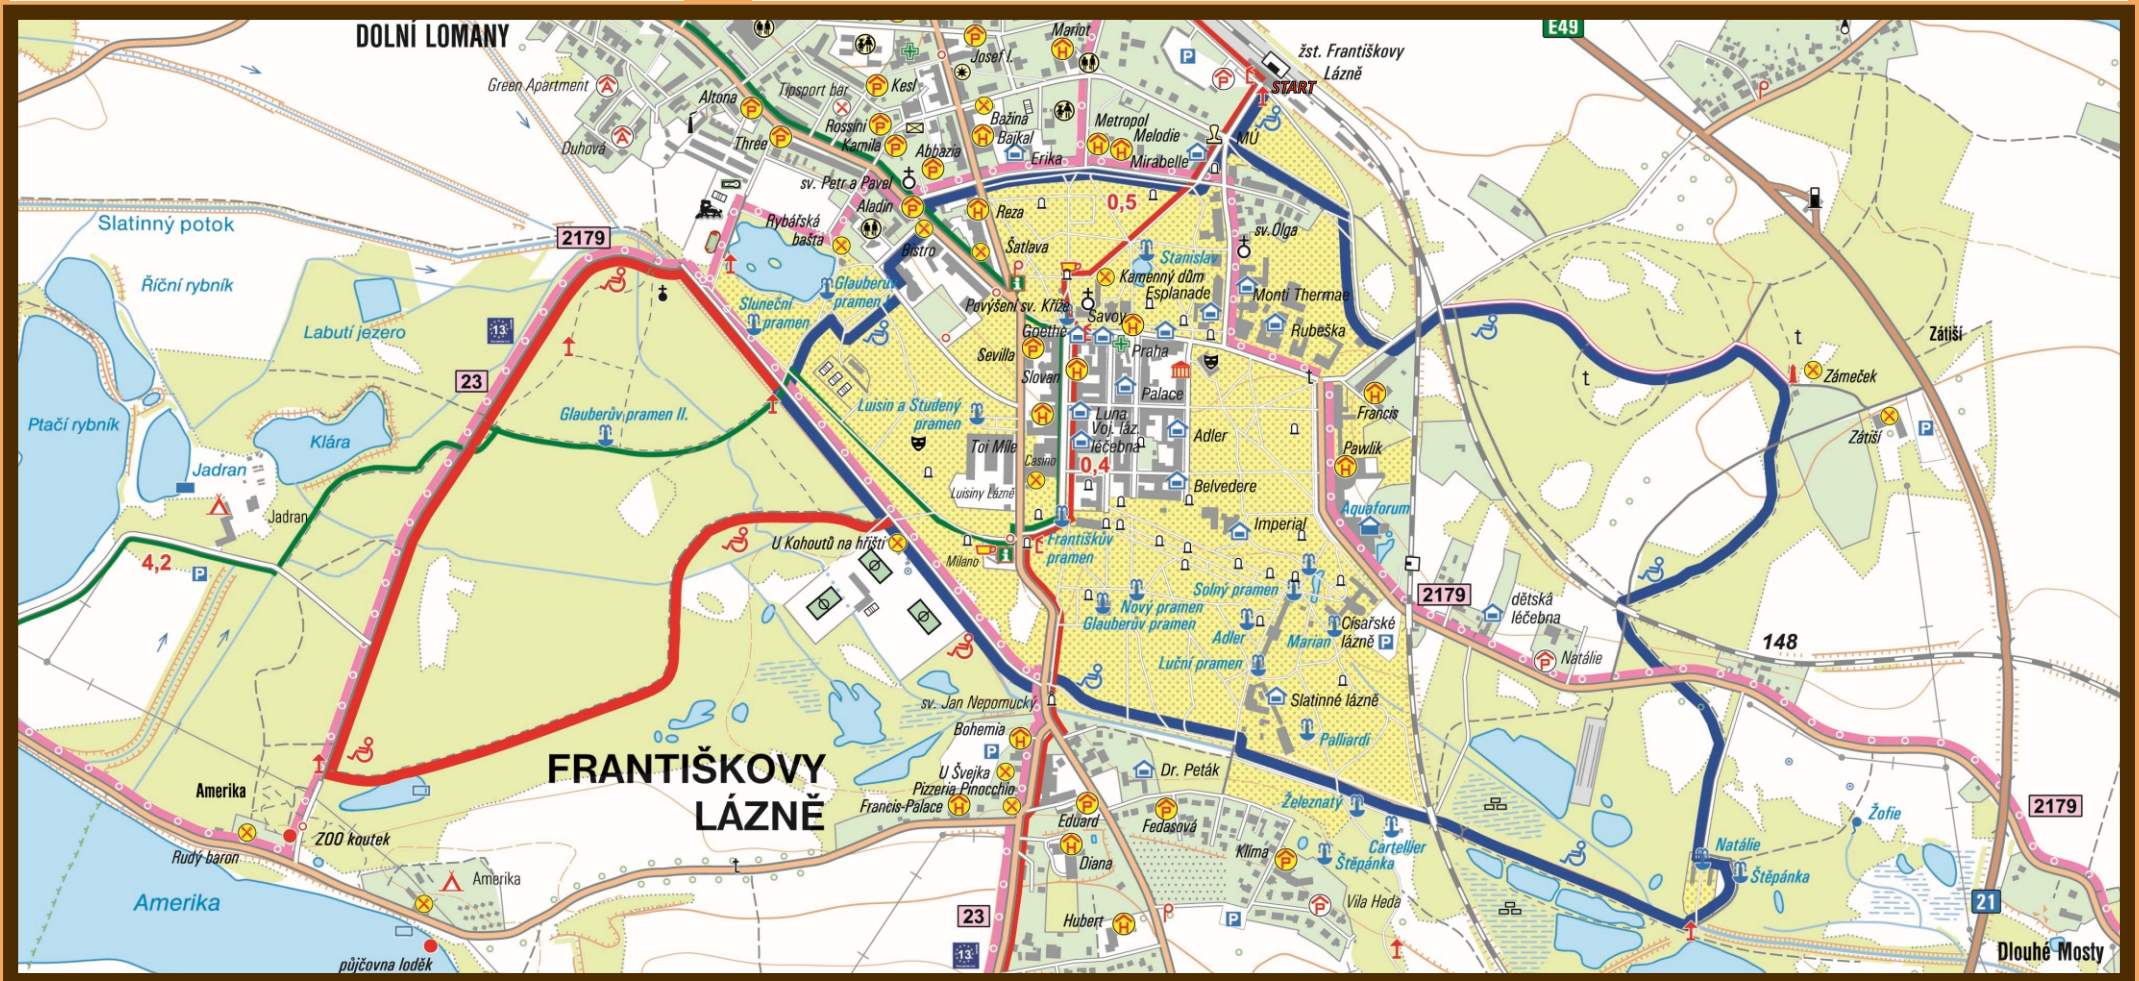 DOLNÍ LOMANY
E49
Mariot
Josef I.
žst. Františkovy
Lázně
START
Green Apartment
Tipsport bar
Kesl
Altona
Bažina
Metropol
Rossini
Bajkal
Melodie
MÚ
Three
Kamila
Duhová
Abbazia
Erika
Mirabelle
sv. Petr a Pavel
0,5
Aladin
Reza
Slatinný potok
2179
Rybářská
bašta
sv.Olga
Bistro
Šatlava
Stanislav
Říční rybník
Glauberův
pramen
Kamenný dům
Esplanade
Monti Thermae
Sluneční
pramen
Povýšení sv. Kříže
Savoy
13
Labutí jezero
Goethe
Rubeška
Zátiší
Sevilla
Praha
23
Slovan
Zámeček
Palace
Glauberův pramen II.
Luisin a Studený
pramen
Luna
Francis
Ptačí rybník
Voj. láz.
léčebna
Adler
Zátiší
Klára
Toi Mile
Pawlik
Jadran
Casino
0,4
Luisiny Lázně
Belvedere
Jadran
Aquaforum
Imperial
U Kohoutů na hřišti
Františkův
pramen
4,2
Milano
Solný pramen
2179
dětská
léčebna
Nový pramen
Glauberův pramen
Adler
Marian
Císařské
lázně
148
Natálie
Luční pramen
sv. Jan Nepomucký
Slatinné lázně
Bohemia
Palliardi
FRANTIŠKOVY
LÁZNĚ
U Švejka
Dr. Peták
Amerika
Pizzeria Pinocchio
Francis-Palace
Železnatý
2179
Eduard
Fedasová
Žofie
ZOO koutek
Cartellier
Natálie
Rudý baron
Diana
Klíma
Štěpánka
Štěpánka
Amerika
Amerika
Vila Heda
21
23
Hubert
13
půjčovna loděk
Dlouhé Mosty